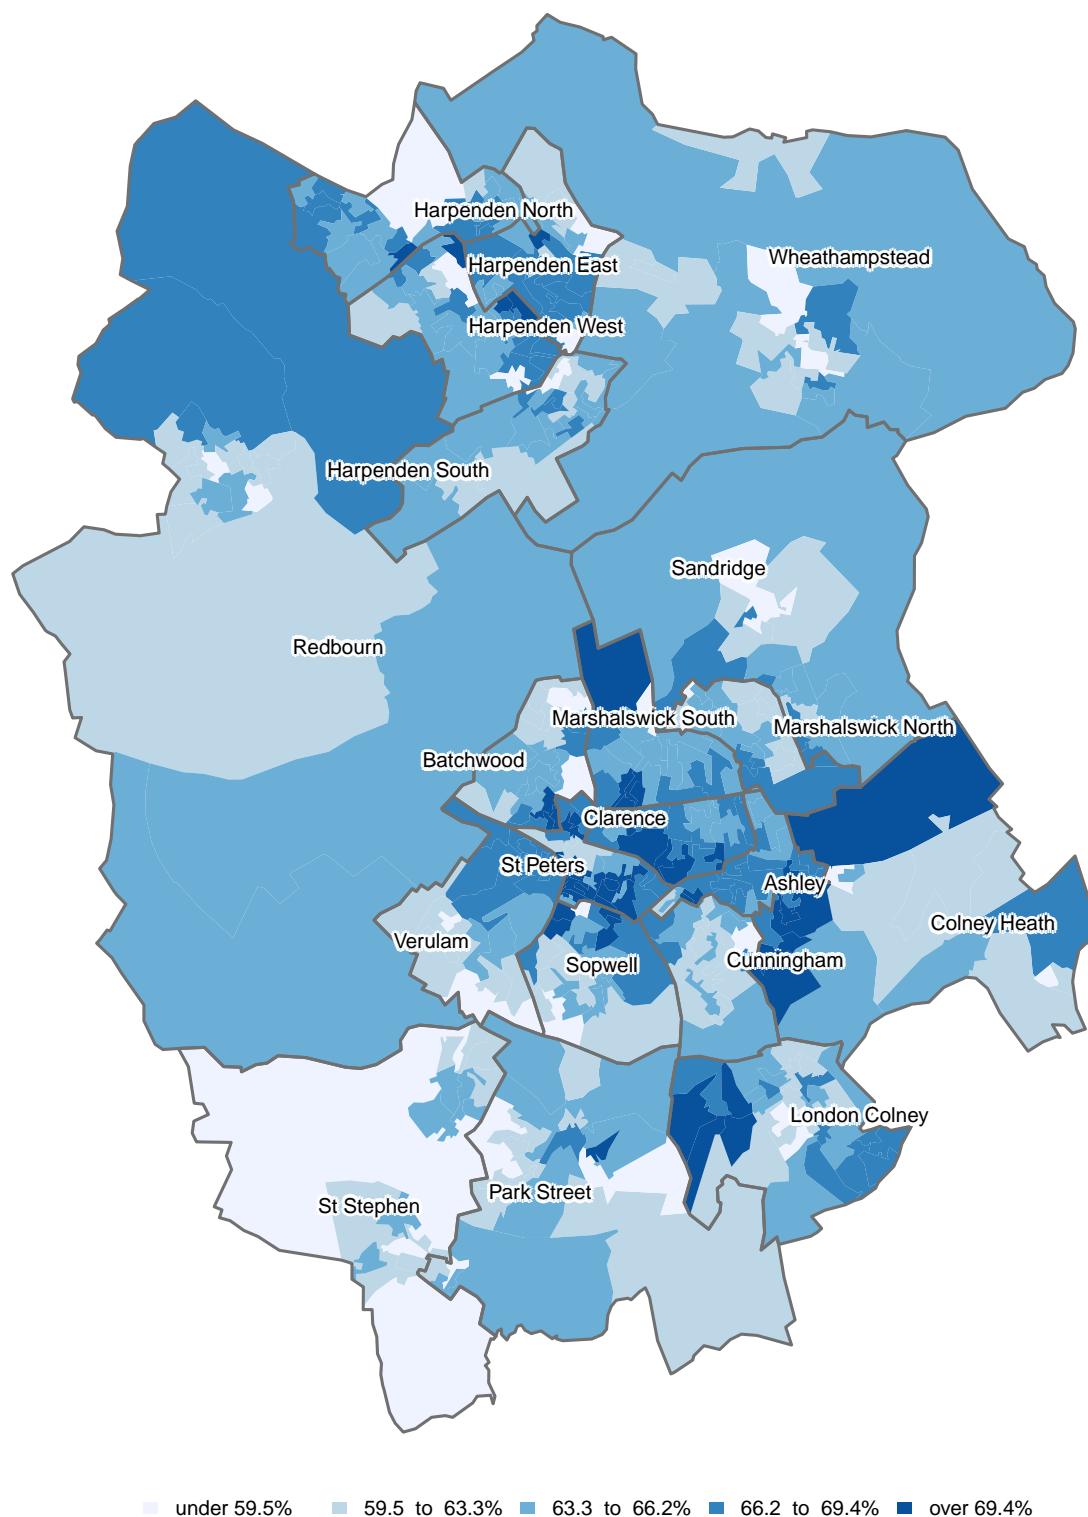 Harpenden North
Wheathampstead
Harpenden East
Harpenden West
Harpenden South
Sandridge
Redbourn
Marshalswick South
Marshalswick North
Batchwood
Clarence
St Peters
Ashley
Colney Heath
Verulam
Cunningham
Sopwell
London Colney
Park Street
St Stephen
under 59.5% 59.5 to 63.3% 63.3 to 66.2% 66.2 to 69.4% over 69.4%